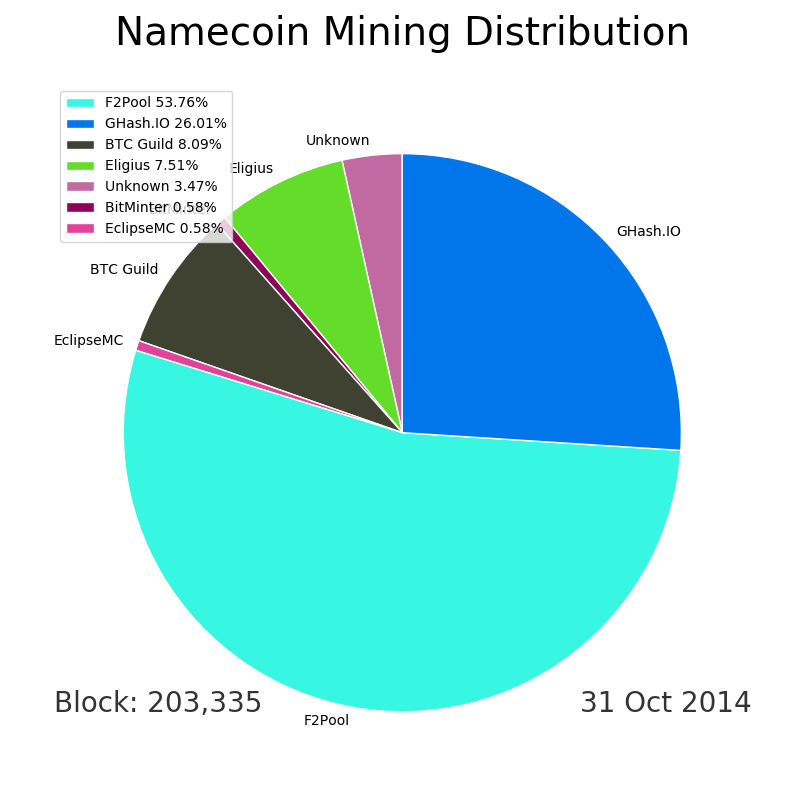 Namecoin Mining Distribution
F2Pool 53.76%
GHash.IO 26.01%
BTC Guild 8.09%
Eligius 7.51%
Unknown 3.47%
BitMinter 0.58%
EclipseMC 0.58%
Unknown
Eligius
GHash.IO
BTC Guild
EclipseMC
Block: 203,335
31 Oct 2014
F2Pool